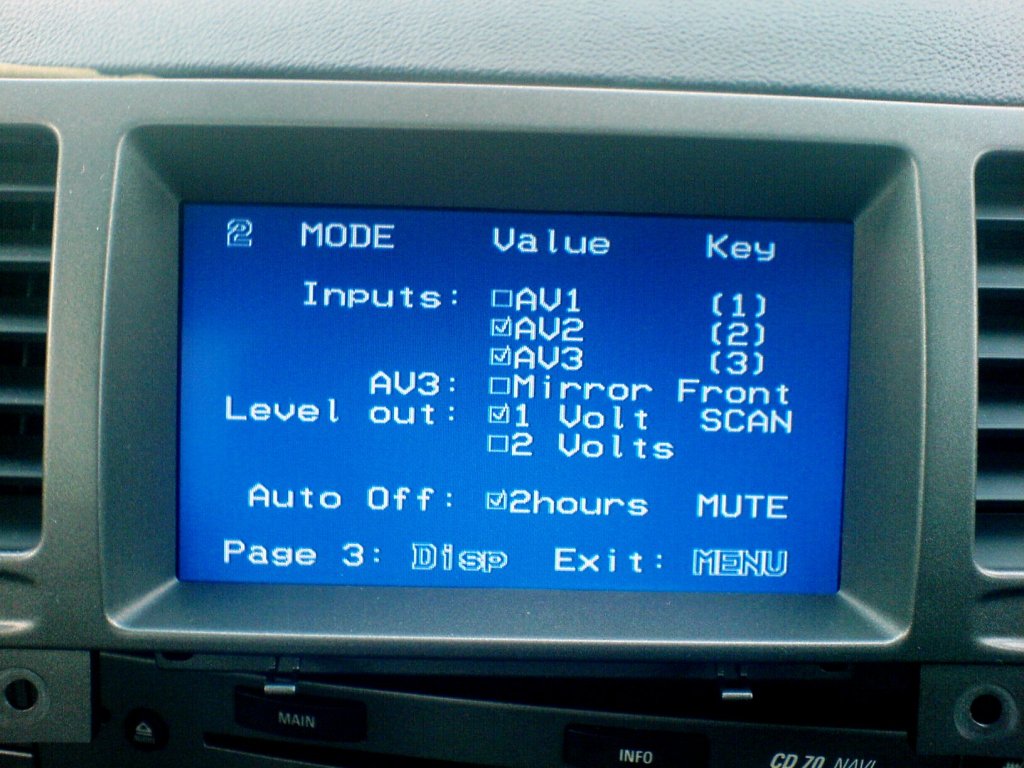 2 MODE Value Key
Inputs: ☐AV1 (1)
☑AV2 (2)
☑AV3 (3)
AV3: ☐Mirror Front
Level out: ☑1 Volt SCAN
☐2 Volts
Auto Off: ☑2hours MUTE
Page 3: Disp Exit: MENU
MAIN
INFO
CD 70 NAVI